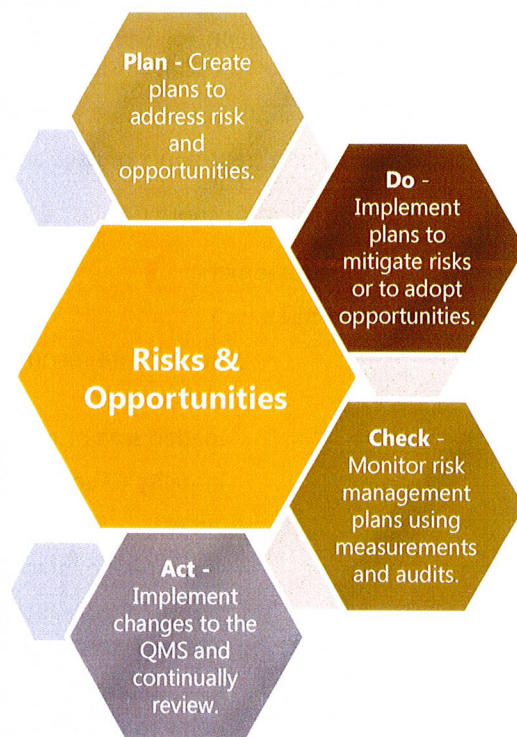 Plan - Create
plans to
address risk
and
opportunities.
Do -
Implement
plans to
mitigate risks
or to adopt
opportunities.
Risks &
Opportunities
Check -
Monitor risk
management
plans using
measurements
and audits.
Act -
Implement
changes to the
QMS and
continually
review.